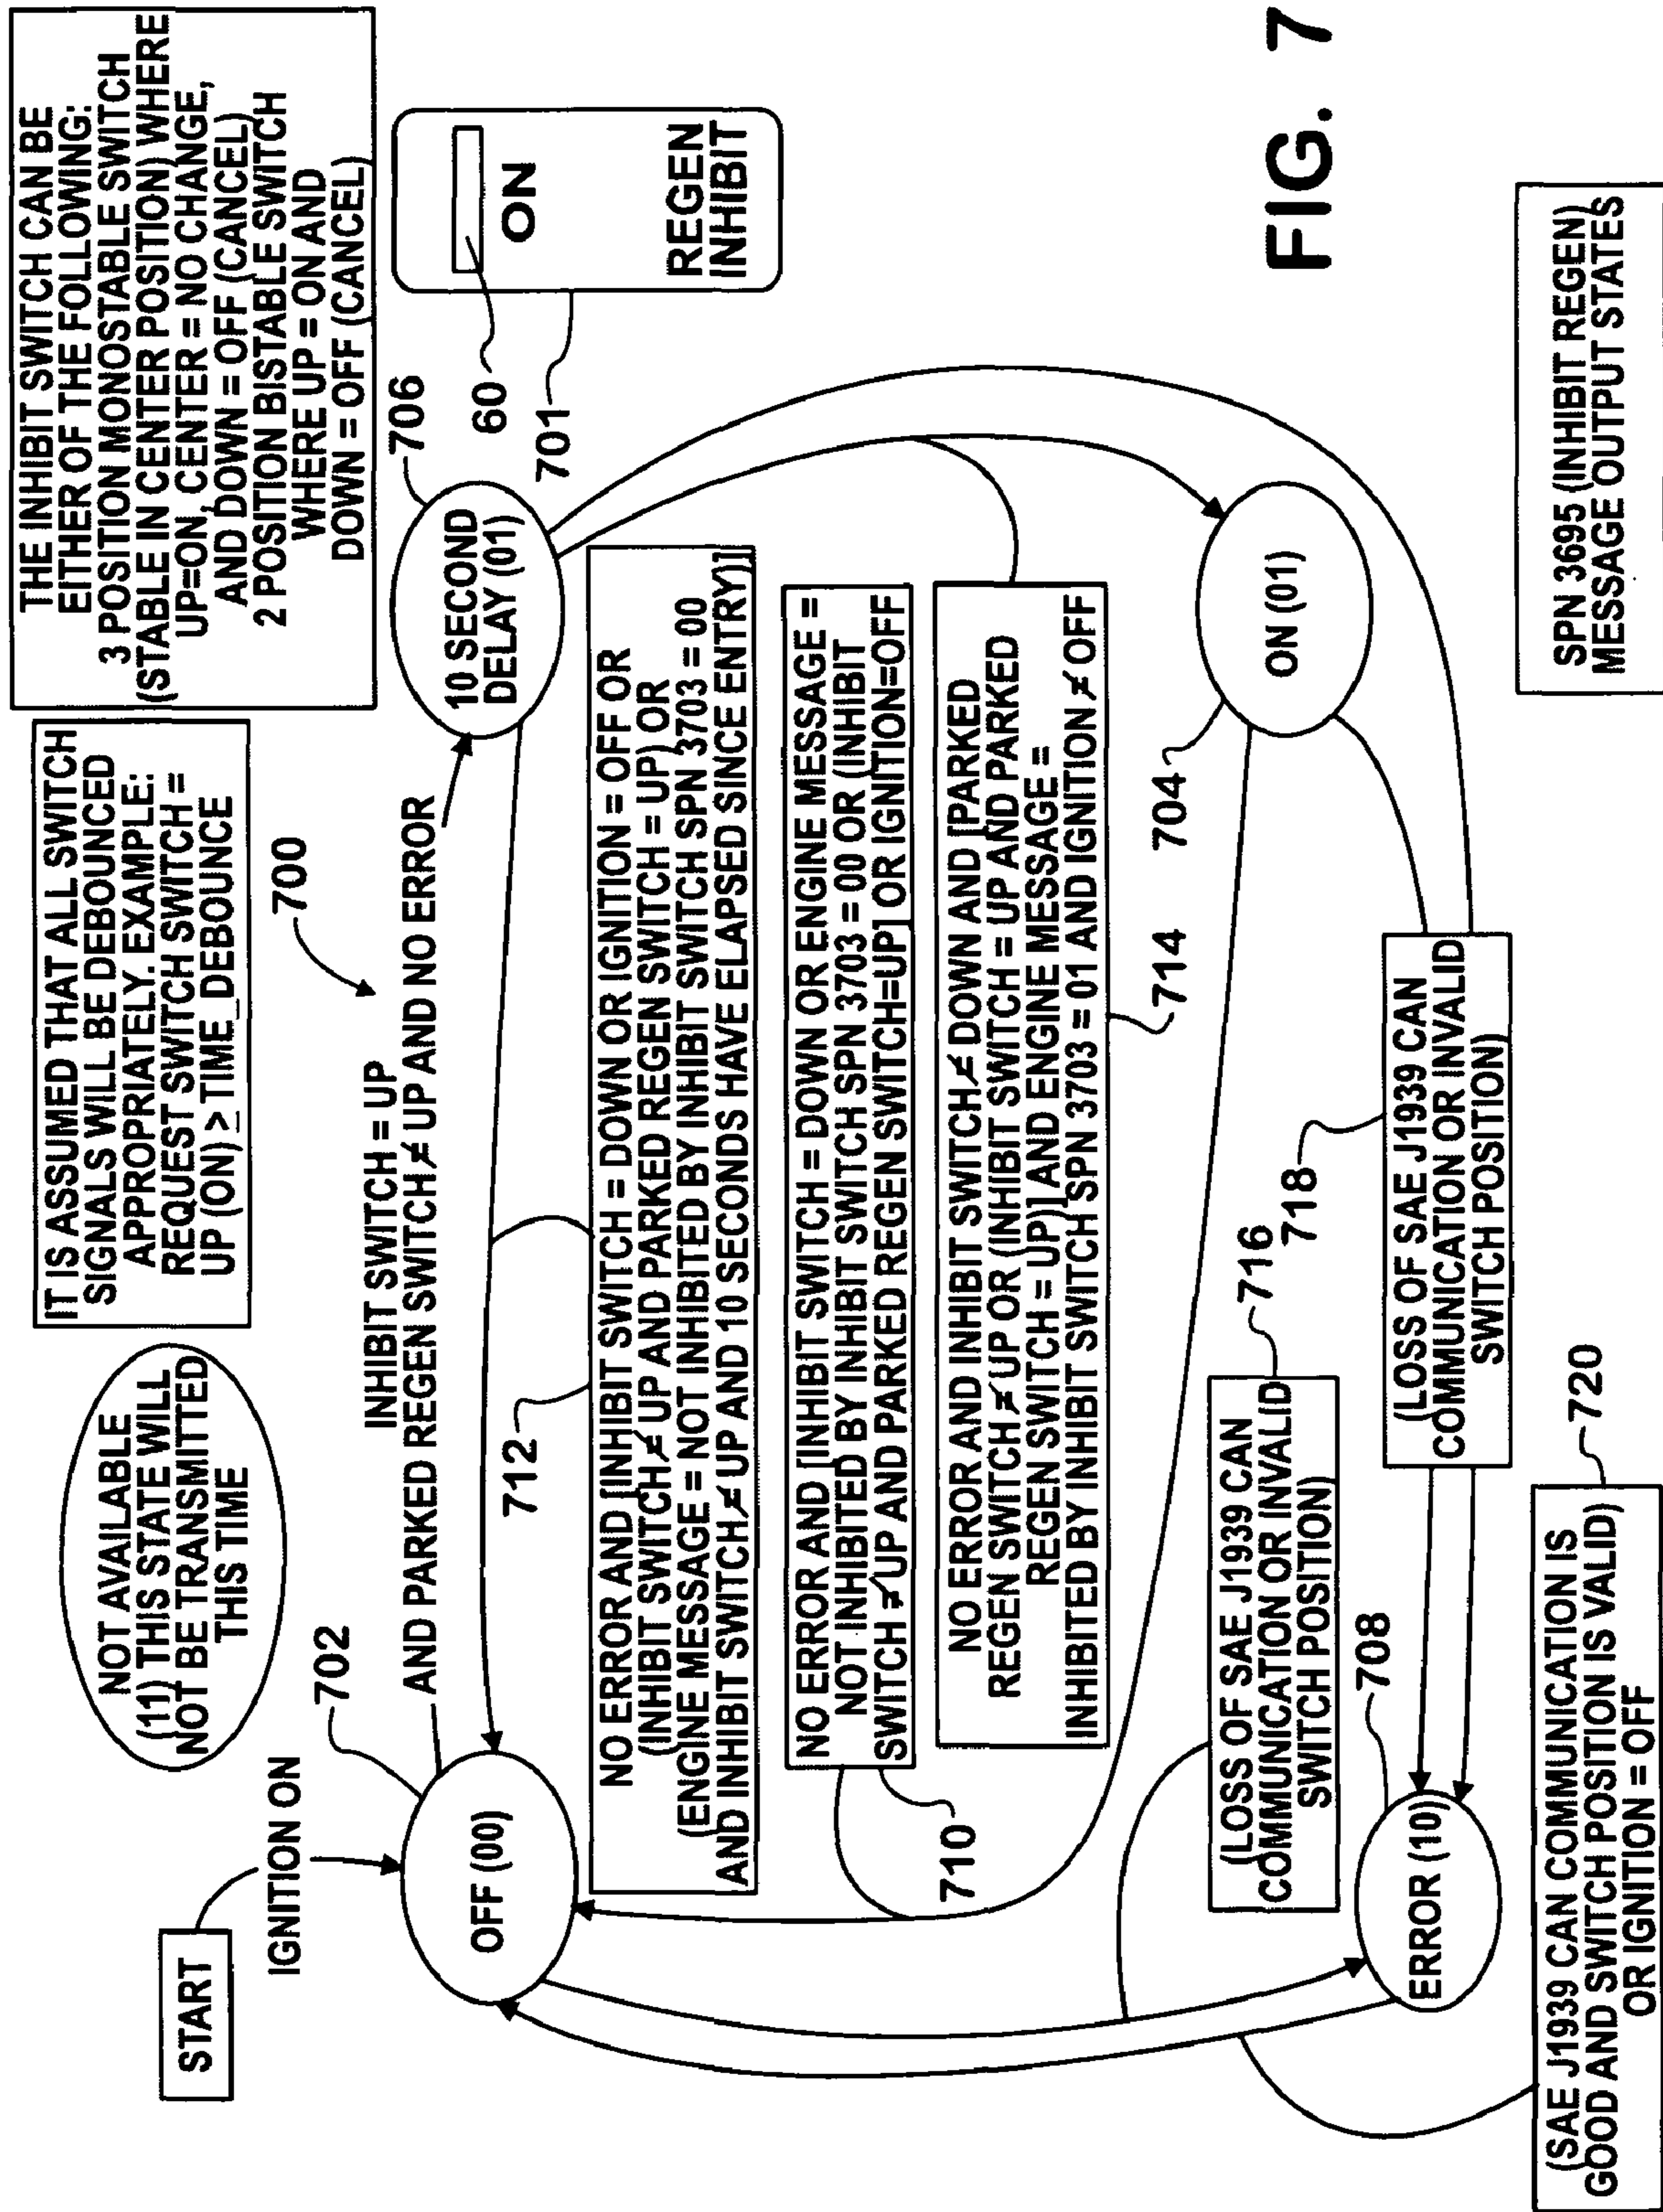 START
IGNITION ON
NOT AVAILABLE
(11) THIS STATE WILL
NOT BE TRANSMITTED
THIS TIME
IT IS ASSUMED THAT ALL SWITCH
SIGNALS WILL BE DEBOUNCED
APPROPRIATELY. EXAMPLE:
REQUEST SWITCH SWITCH =
UP (ON) ≥ TIME_DEBOUNCE
THE INHIBIT SWITCH CAN BE
EITHER OF THE FOLLOWING:
3 POSITION MONOSTABLE SWITCH
(STABLE IN CENTER POSITION) WHERE
UP=ON, CENTER = NO CHANGE,
AND DOWN = OFF (CANCEL)
2 POSITION BISTABLE SWITCH
WHERE UP = ON AND
DOWN = OFF (CANCEL)
700
702
INHIBIT SWITCH = UP
AND PARKED REGEN SWITCH ≠ UP AND NO ERROR
706
OFF (00)
10 SECOND
DELAY (01)
60
ON
701
REGEN
INHIBIT
712
NO ERROR AND [INHIBIT SWITCH = DOWN OR IGNITION = OFF OR
(INHIBIT SWITCH ≠ UP AND PARKED REGEN SWITCH = UP) OR
(ENGINE MESSAGE = NOT INHIBITED BY INHIBIT SWITCH SPN 3703 = 00
AND INHIBIT SWITCH ≠ UP AND 10 SECONDS HAVE ELAPSED SINCE ENTRY)]
NO ERROR AND [INHIBIT SWITCH = DOWN OR ENGINE MESSAGE =
NOT INHIBITED BY INHIBIT SWITCH SPN 3703 = 00 OR (INHIBIT
SWITCH ≠ UP AND PARKED REGEN SWITCH=UP] OR IGNITION=OFF
710
NO ERROR AND INHIBIT SWITCH ≠ DOWN AND [PARKED
REGEN SWITCH ≠ UP OR (INHIBIT SWITCH = UP AND PARKED
REGEN SWITCH = UP)] AND ENGINE MESSAGE =
INHIBITED BY INHIBIT SWITCH SPN 3703 = 01 AND IGNITION ≠ OFF
714
704
ON (01)
(LOSS OF SAE J1939 CAN
COMMUNICATION OR INVALID
SWITCH POSITION)
716
718
(LOSS OF SAE J1939 CAN
COMMUNICATION OR INVALID
SWITCH POSITION)
708
ERROR (10)
(SAE J1939 CAN COMMUNICATION IS
GOOD AND SWITCH POSITION IS VALID)
OR IGNITION = OFF
720
SPN 3695 (INHIBIT REGEN)
MESSAGE OUTPUT STATES
FIG. 7